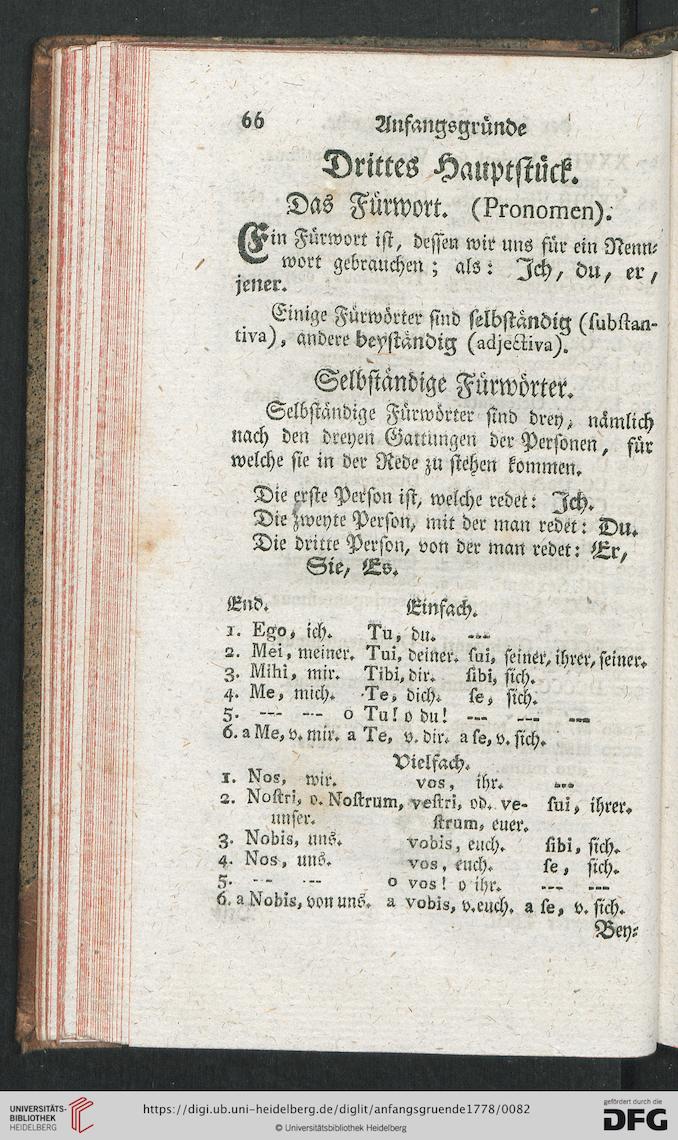 66 Anfangsgründe
Drittes Hauptstück.
Das Fürwort. (Pronomen).
Ein Fürwort ist, dessen wir uns für ein Nenn⸗
wort gebrauchen; als: Ich, du, er,
jener.
Einige Fürwörter sind selbständig (substan-
tiva), andere beyständig (adjectiva).
Selbständige Fürwörter.
Selbständige Fürwörter sind drey, nämlich
nach den dreyen Gattungen der Personen, für
welche sie in der Rede zu stehen kommen.
Die erste Person ist, welche redet: Ich.
Die zweyte Person, mit der man redet: Du.
Die dritte Person, von der man redet: Er,
Sie, Es.
End. Einfach.
1. Ego, ich. Tu, du. ---
2. Mei, meiner. Tui, deiner. sui, seiner, ihrer, seiner.
3. Mihi, mir. Tibi, dir. sibi, sich.
4. Me, mich. Te, dich. se, sich.
5. --- --- o Tu! o du! --- --- ---
6. a Me, v. mir. a Te, v. dir. a se, v. sich.
Vielfach.
1. Nos, wir. vos, ihr. ---
2. Nostri, o. Nostrum, vestri, od. ve- sui, ihrer.
unser. strum, euer.
3. Nobis, uns. vobis, euch. sibi, sich.
4. Nos, uns. vos, euch. se, sich.
5. --- --- o vos! o ihr. --- ---
6. a Nobis, von uns. a vobis, v. euch. a se, v. sich.
Bey⸗
UNIVERSITÄTS-
BIBLIOTHEK
HEIDELBERG
https://digi.ub.uni-heidelberg.de/diglit/anfangsgruende1778/0082
© Universitätsbibliothek Heidelberg
gefördert durch die
DFG